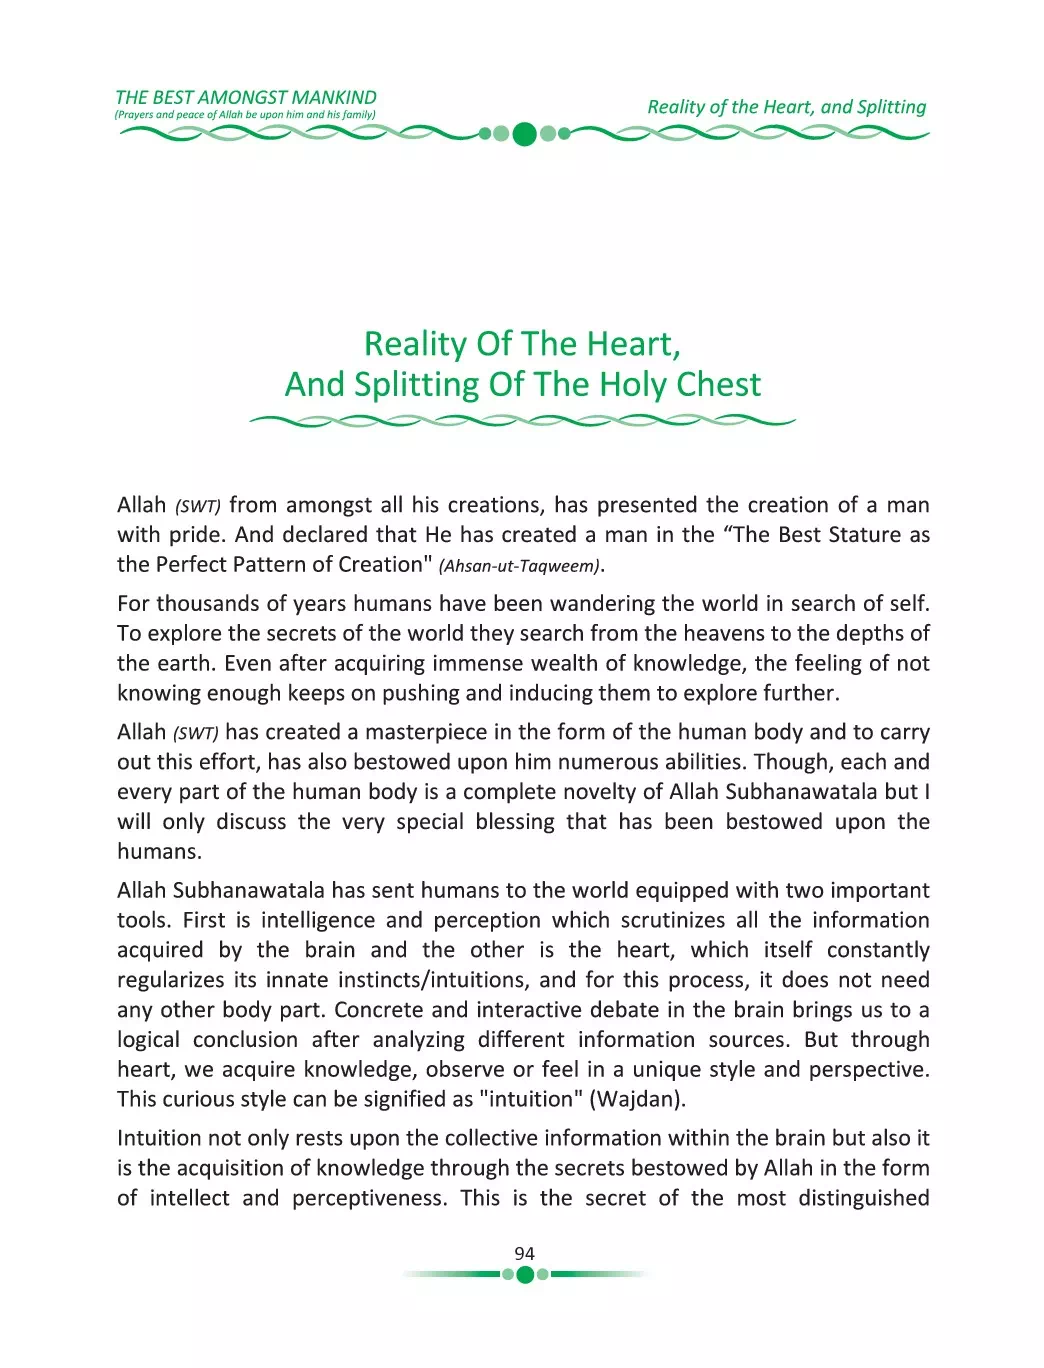 THE BEST AMONGST MANKIND
(Prayers and peace of Allah be upon him and his family)
Reality of the Heart, and Splitting
Reality Of The Heart,
And Splitting Of The Holy Chest
Allah (SWT) from amongst all his creations, has presented the creation of a man
with pride. And declared that He has created a man in the “The Best Stature as
the Perfect Pattern of Creation" (Ahsan-ut-Taqweem).
For thousands of years humans have been wandering the world in search of self.
To explore the secrets of the world they search from the heavens to the depths of
the earth. Even after acquiring immense wealth of knowledge, the feeling of not
knowing enough keeps on pushing and inducing them to explore further.
Allah (SWT) has created a masterpiece in the form of the human body and to carry
out this effort, has also bestowed upon him numerous abilities. Though, each and
every part of the human body is a complete novelty of Allah Subhanawatala but I
will only discuss the very special blessing that has been bestowed upon the
humans.
Allah Subhanawatala has sent humans to the world equipped with two important
tools. First is intelligence and perception which scrutinizes all the information
acquired by the brain and the other is the heart, which itself constantly
regularizes its innate instincts/intuitions, and for this process, it does not need
any other body part. Concrete and interactive debate in the brain brings us to a
logical conclusion after analyzing different information sources. But through
heart, we acquire knowledge, observe or feel in a unique style and perspective.
This curious style can be signified as "intuition" (Wajdan).
Intuition not only rests upon the collective information within the brain but also it
is the acquisition of knowledge through the secrets bestowed by Allah in the form
of intellect and perceptiveness. This is the secret of the most distinguished
94